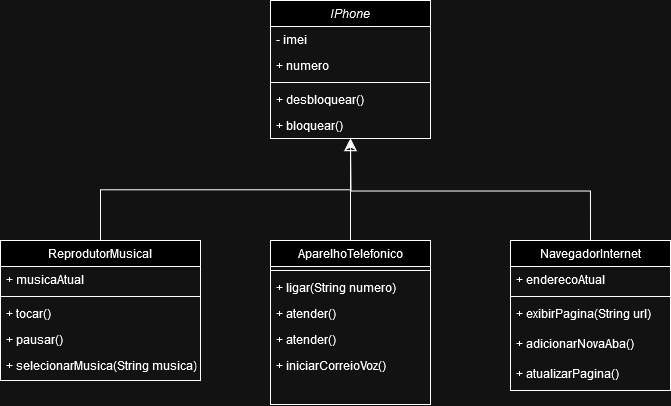 IPhone
- imei
+ numero
+ desbloquear()
+ bloquear()
ReprodutorMusical
+ musicaAtual
+ tocar()
+ pausar()
+ selecionarMusica(String musica)
AparelhoTelefonico
+ ligar(String numero)
+ atender()
+ atender()
+ iniciarCorreioVoz()
NavegadorInternet
+ enderecoAtual
+ exibirPagina(String url)
+ adicionarNovaAba()
+ atualizarPagina()